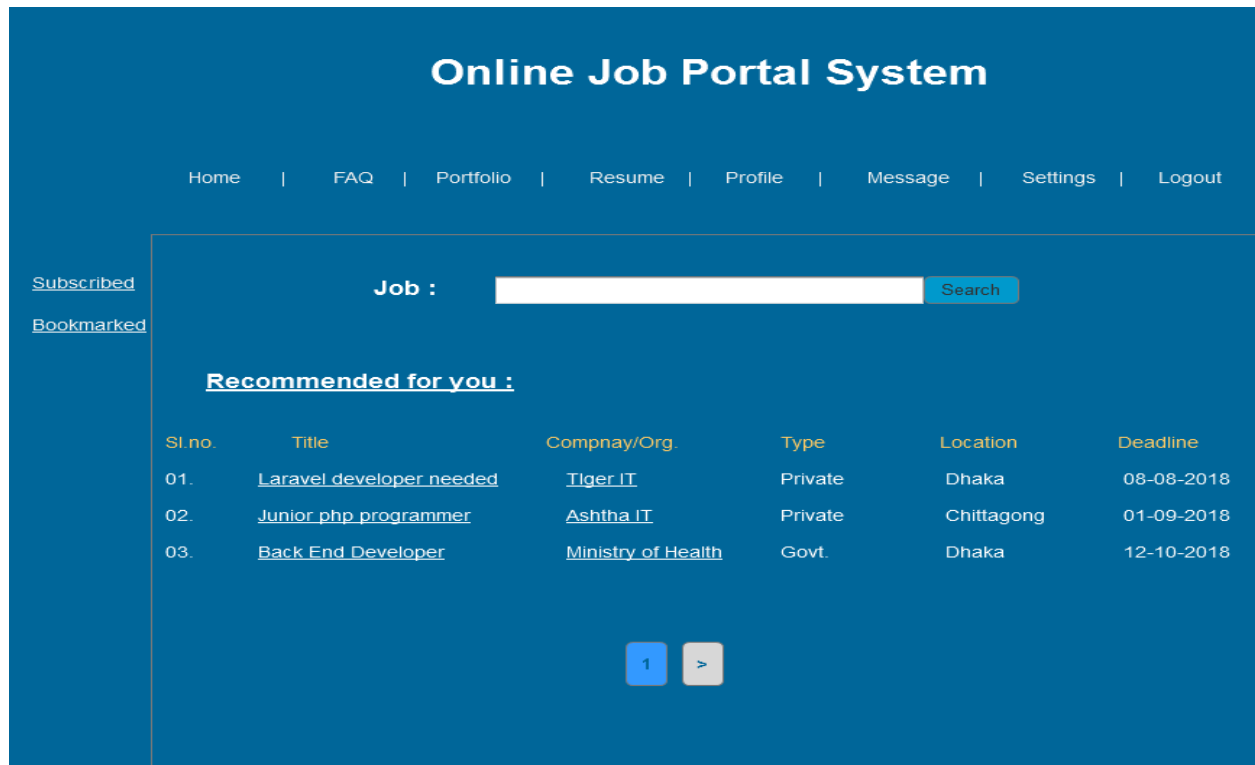 Online Job Portal System
Home | FAQ | Portfolio | Resume | Profile | Message | Settings | Logout
Subscribed
Bookmarked
Job : Search
Recommended for you :
Sl.no. Title Compnay/Org. Type Location Deadline
01. Laravel developer needed TIger IT Private Dhaka 08-08-2018
02. Junior php programmer Ashtha IT Private Chittagong 01-09-2018
03. Back End Developer Ministry of Health Govt. Dhaka 12-10-2018
1 >